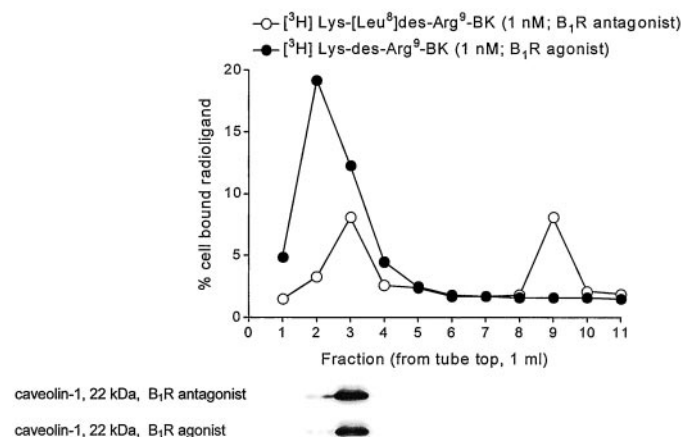 [³H] Lys-[Leu⁸]des-Arg⁹-BK (1 nM; B₁R antagonist)
[³H] Lys-des-Arg⁹-BK (1 nM; B₁R agonist)
20
15
10
5
0
% cell bound radioligand
0 1 2 3 4 5 6 7 8 9 10 11
Fraction (from tube top, 1 ml)
caveolin-1, 22 kDa, B₁R antagonist
caveolin-1, 22 kDa, B₁R agonist